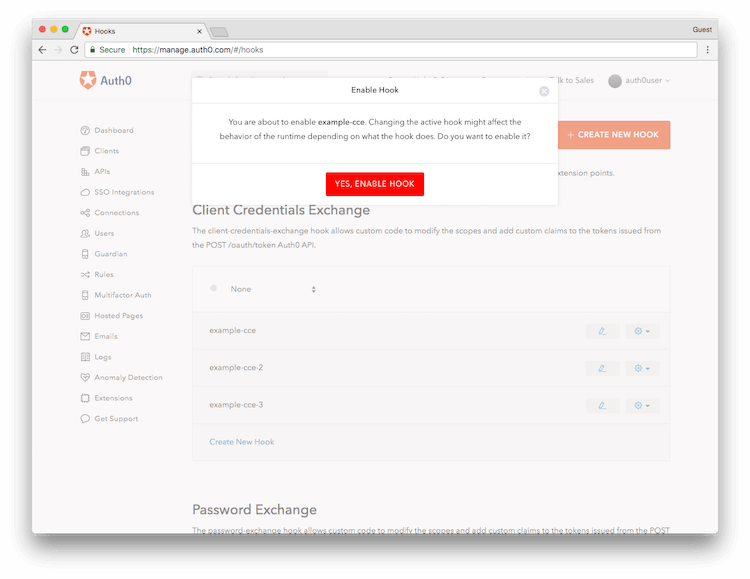 Hooks
Guest
Secure https://manage.auth0.com/#/hooks
Auth0
Talk to Sales
auth0user
Enable Hook
You are about to enable example-cce. Changing the active hook might affect the
behavior of the runtime depending on what the hook does. Do you want to enable it?
YES, ENABLE HOOK
+ CREATE NEW HOOK
extension points.
Dashboard
Clients
APIs
SSO Integrations
Connections
Users
Guardian
Rules
Multifactor Auth
Hosted Pages
Emails
Logs
Anomaly Detection
Extensions
Get Support
Client Credentials Exchange
The client-credentials-exchange hook allows custom code to modify the scopes and add custom claims to the tokens issued from
the POST /oauth/token Auth0 API.
None
example-cce
example-cce-2
example-cce-3
Create New Hook
Password Exchange
The password-exchange hook allows custom code to modify the scopes and add custom claims to the tokens issued from the POST